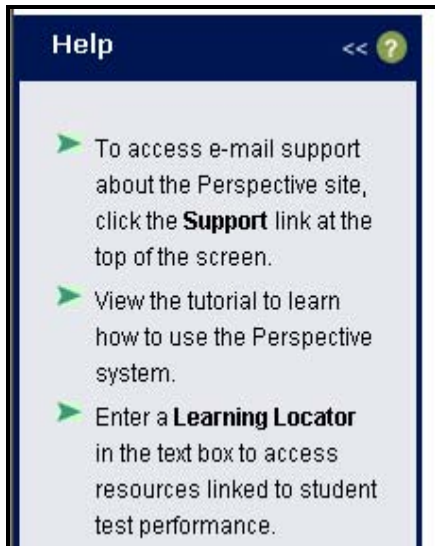 Help << ?
To access e-mail support
about the Perspective site,
click the Support link at the
top of the screen.
View the tutorial to learn
how to use the Perspective
system.
Enter a Learning Locator
in the text box to access
resources linked to student
test performance.